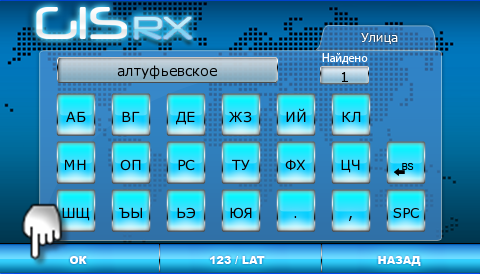 GISRX
Улица
Найдено
алтуфьевское
1
АБ ВГ ДЕ ЖЗ ИЙ КЛ
МН ОП РС ТУ ФХ ЦЧ BS
ШЩ ЪЫ ЬЭ ЮЯ . , SPC
OK 123 / LAT НАЗАД